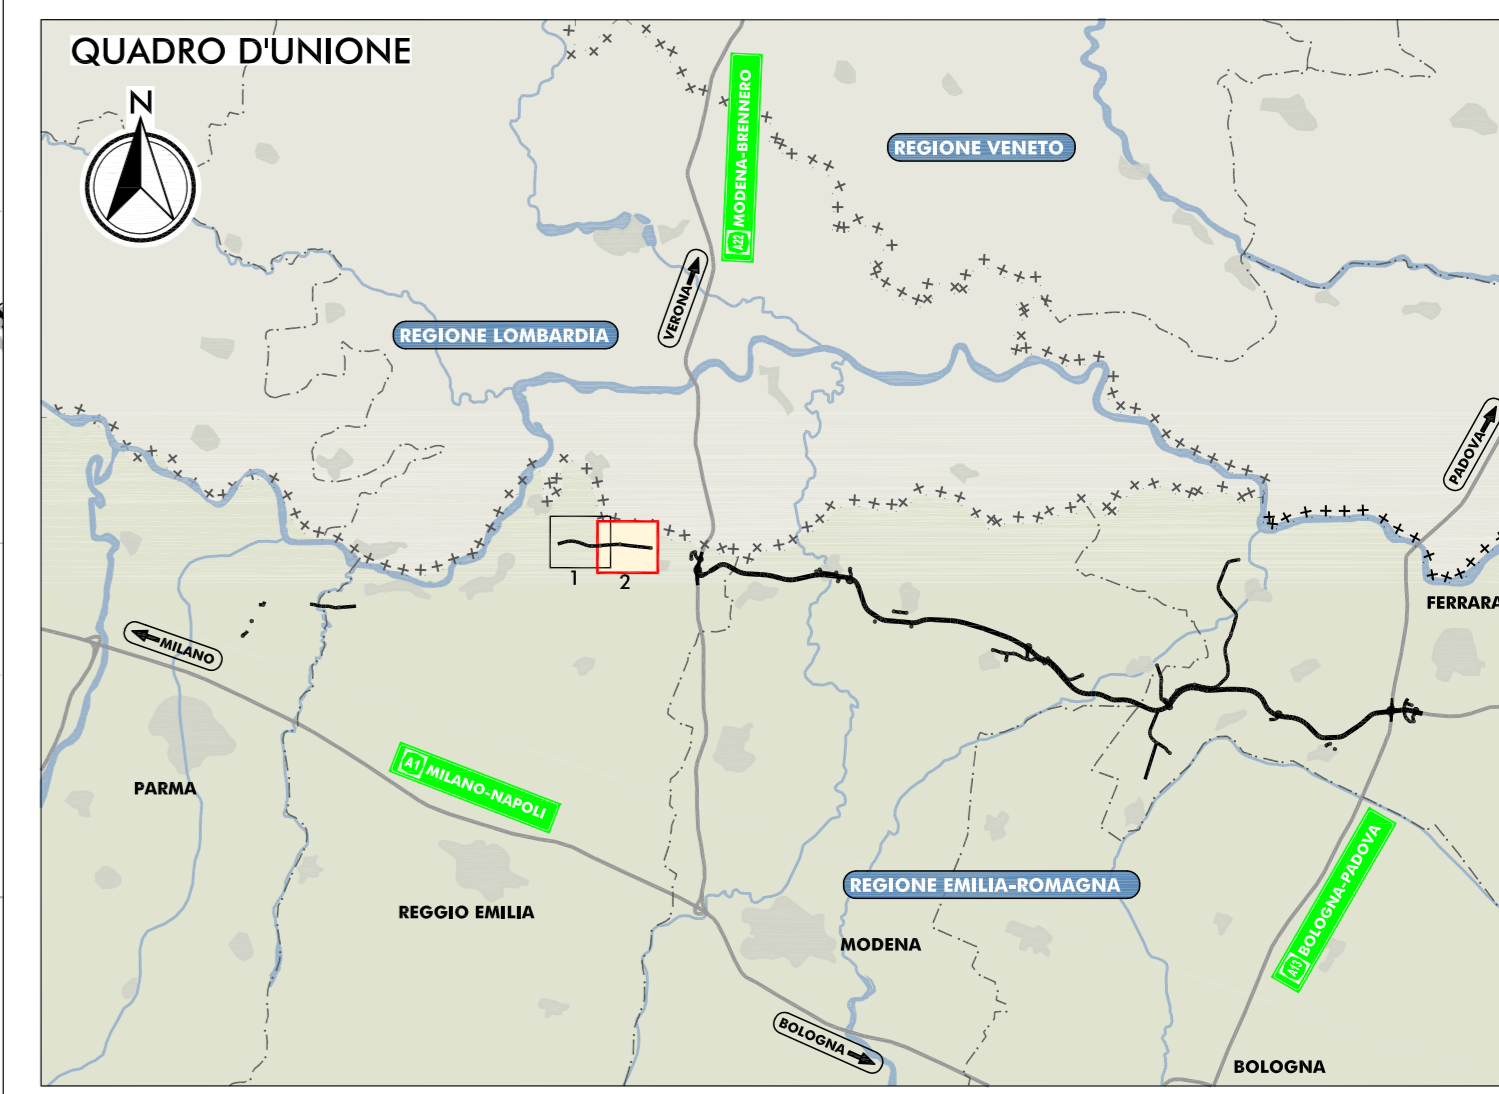 QUADRO D'UNIONE
N
A22 MODENA-BRENNERO
REGIONE VENETO
VERONA
REGIONE LOMBARDIA
PADOVA
1
2
FERRARA
MILANO
PARMA
A1 MILANO-NAPOLI
REGIONE EMILIA-ROMAGNA
A13 BOLOGNA-PADOVA
REGGIO EMILIA
MODENA
BOLOGNA
BOLOGNA